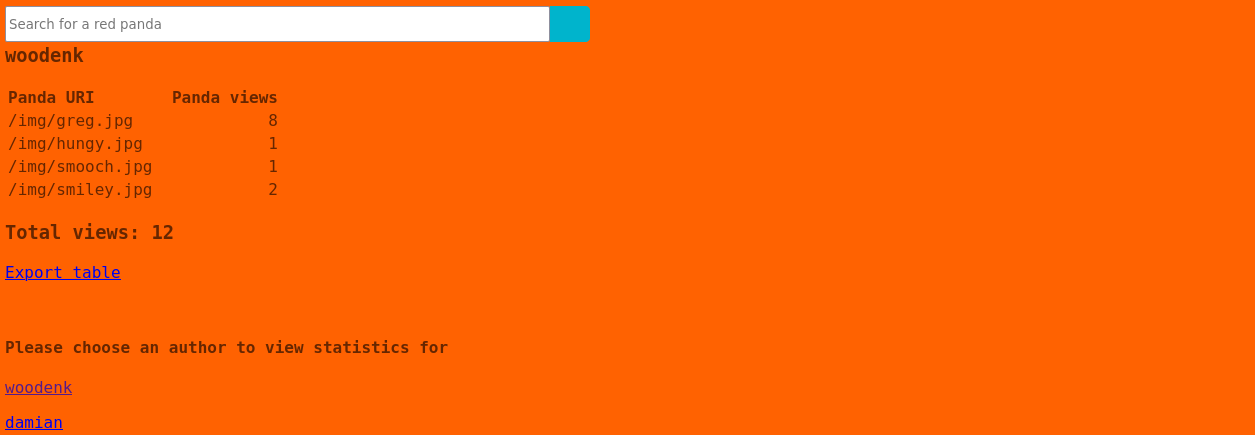 Search for a red panda
woodenk
Panda URI Panda views
/img/greg.jpg 8
/img/hungy.jpg 1
/img/smooch.jpg 1
/img/smiley.jpg 2
Total views: 12
Export table
Please choose an author to view statistics for
woodenk
damian